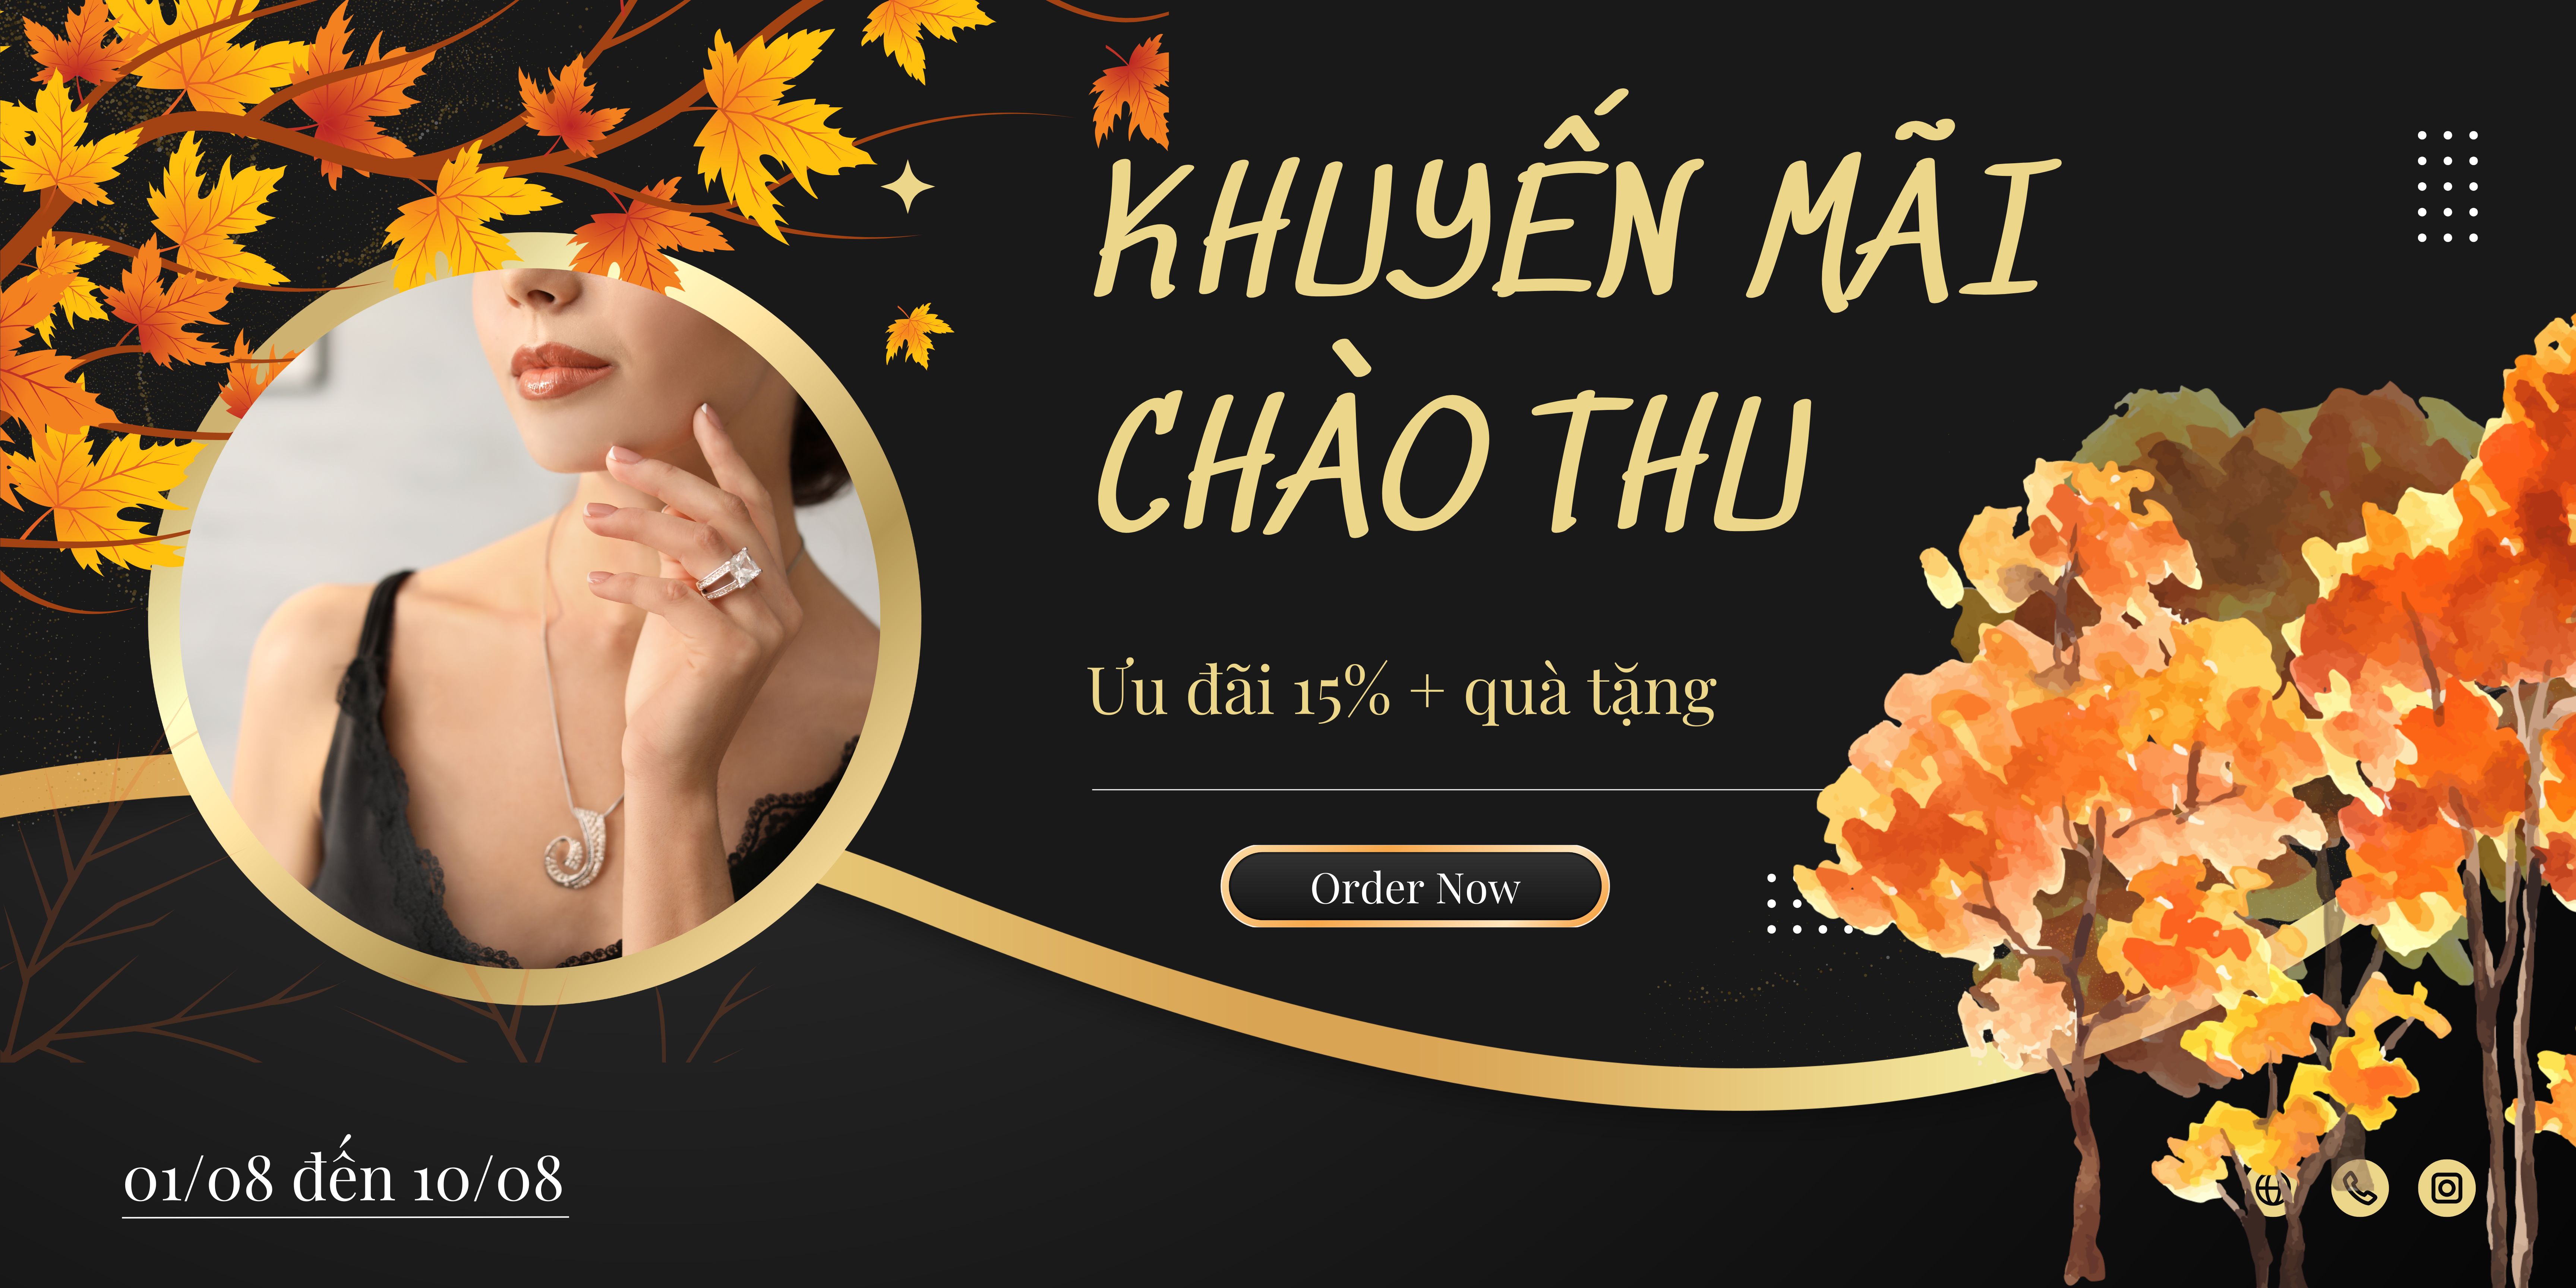 KHUYẾN MÃI
CHÀO THU
Ưu đãi 15% + quà tặng
Order Now
01/08 đến 10/08